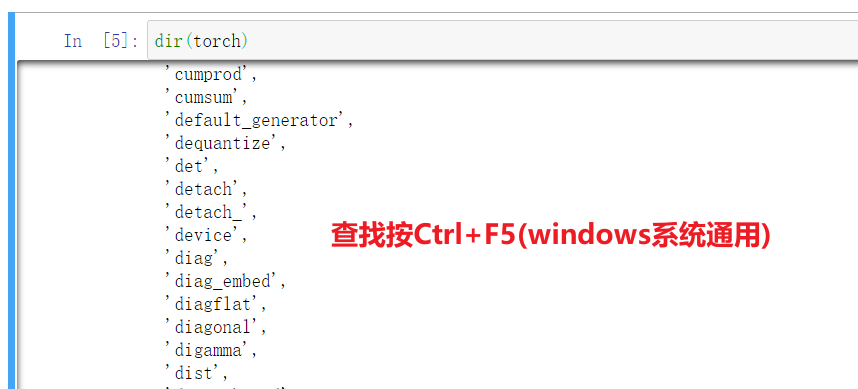 In [5]: dir(torch)
'cumprod',
'cumsum',
'default_generator',
'dequantize',
'det',
'detach',
'detach_',
'device',
查找按Ctrl+F5(windows系统通用)
'diag',
'diag_embed',
'diagflat',
'diagonal',
'digamma',
'dist',